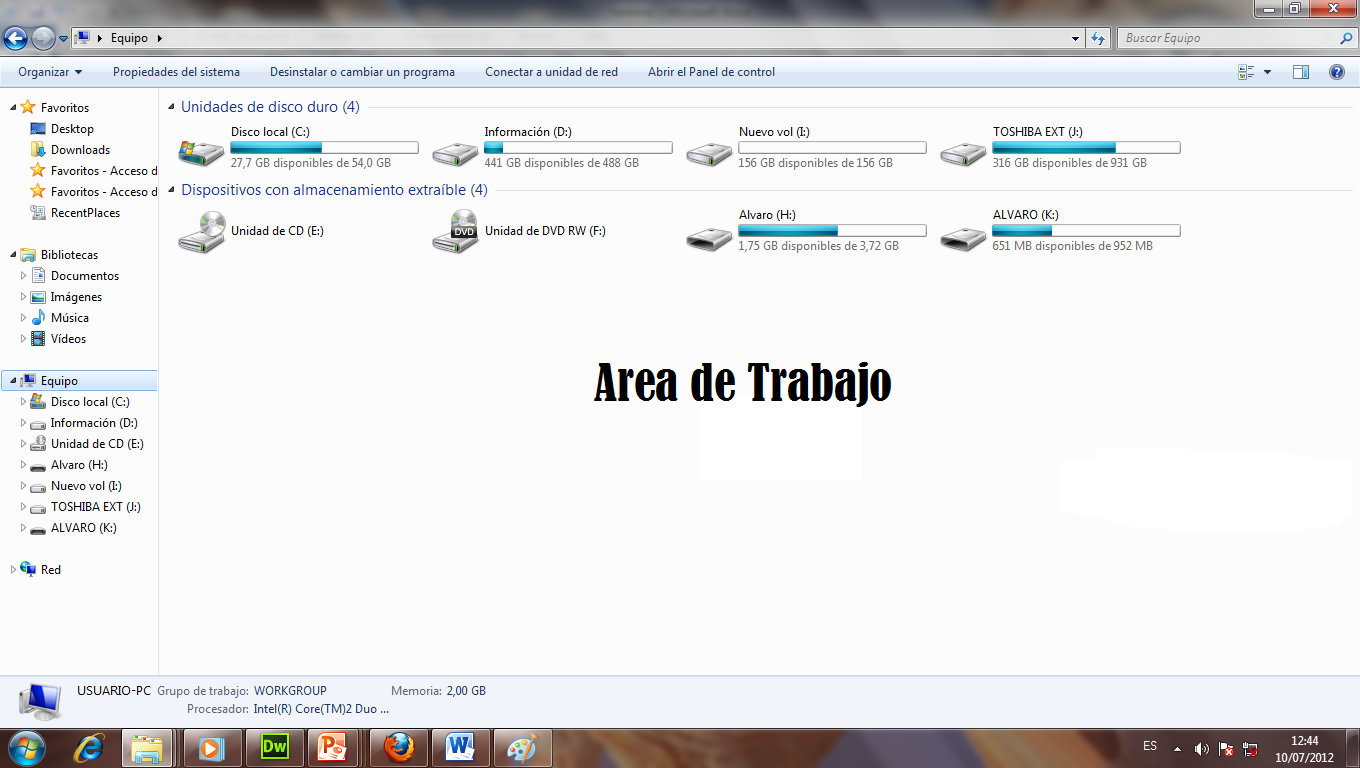 Equipo
Buscar Equipo
Organizar
Propiedades del sistema
Desinstalar o cambiar un programa
Conectar a unidad de red
Abrir el Panel de control
Favoritos
Desktop
Downloads
Favoritos - Acceso d
Favoritos - Acceso d
RecentPlaces
Bibliotecas
Documentos
Imágenes
Música
Vídeos
Equipo
Disco local (C:)
Información (D:)
Unidad de CD (E:)
Alvaro (H:)
Nuevo vol (I:)
TOSHIBA EXT (J:)
ALVARO (K:)
Red
Unidades de disco duro (4)
Disco local (C:)
27,7 GB disponibles de 54,0 GB
Información (D:)
441 GB disponibles de 488 GB
Nuevo vol (I:)
156 GB disponibles de 156 GB
TOSHIBA EXT (J:)
316 GB disponibles de 931 GB
Dispositivos con almacenamiento extraíble (4)
Unidad de CD (E:)
DVD
Unidad de DVD RW (F:)
Alvaro (H:)
1,75 GB disponibles de 3,72 GB
ALVARO (K:)
651 MB disponibles de 952 MB
Area de Trabajo
USUARIO-PC Grupo de trabajo: WORKGROUP Memoria: 2,00 GB
Procesador: Intel(R) Core(TM)2 Duo ...
Dw
P
W
ES
12:44
10/07/2012